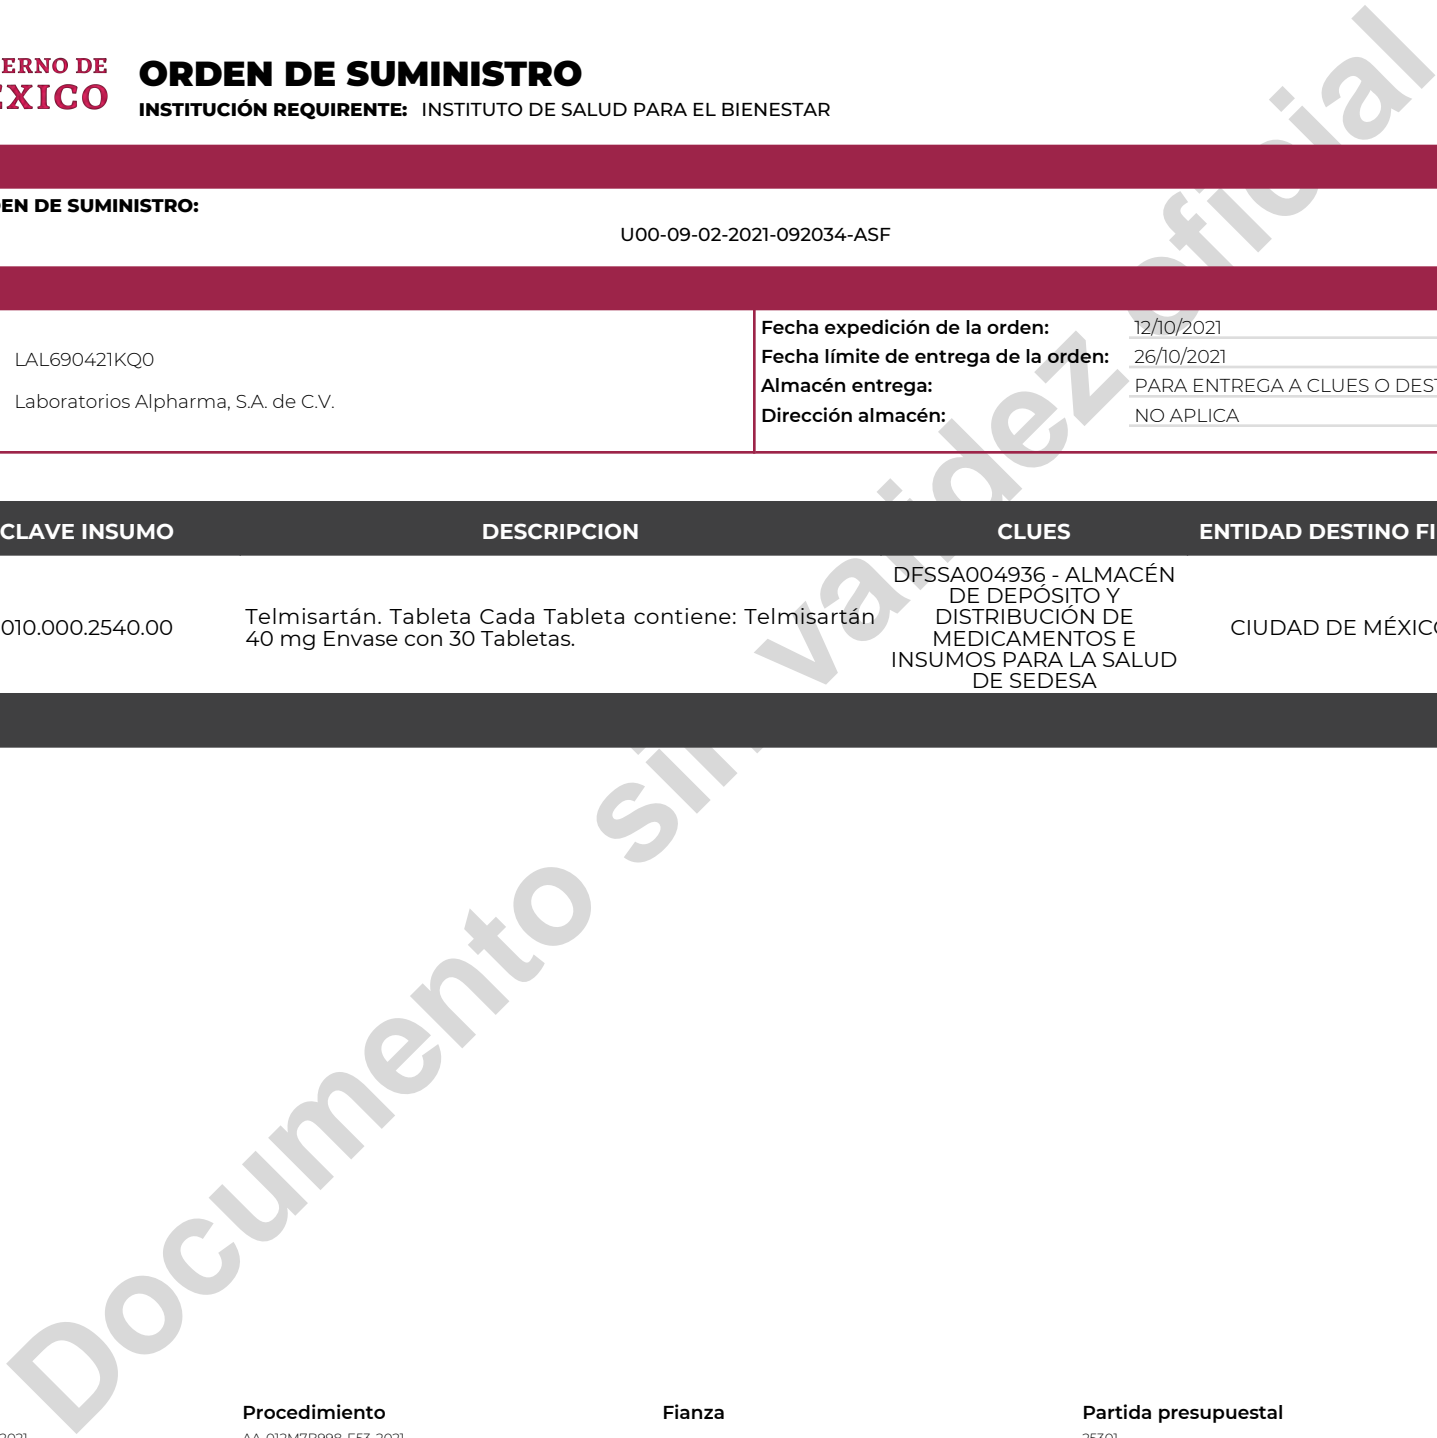 ERNO DE
ORDEN DE SUMINISTRO
INSTITUCIÓN REQUIRENTE: INSTITUTO DE SALUD PARA EL BIENESTAR
EN DE SUMINISTRO:
U00-09-02-2021-092034-ASF
LAL690421KQ0
Laboratorios Alpharma, S.A. de C.V.
Fecha expedición de la orden: 12/10/2021
Fecha límite de entrega de la orden: 26/10/2021
Almacén entrega: PARA ENTREGA A CLUES O DEST
Dirección almacén: NO APLICA
CLAVE INSUMO DESCRIPCION CLUES ENTIDAD DESTINO FI
010.000.2540.00
Telmisartán. Tableta Cada Tableta contiene: Telmisartán
40 mg Envase con 30 Tabletas.
DFSSA004936 - ALMACÉN
DE DEPÓSITO Y
DISTRIBUCIÓN DE
MEDICAMENTOS E
INSUMOS PARA LA SALUD
DE SEDESA
CIUDAD DE MÉXICO
Documento sin validez oficial
Procedimiento Fianza Partida presupuestal